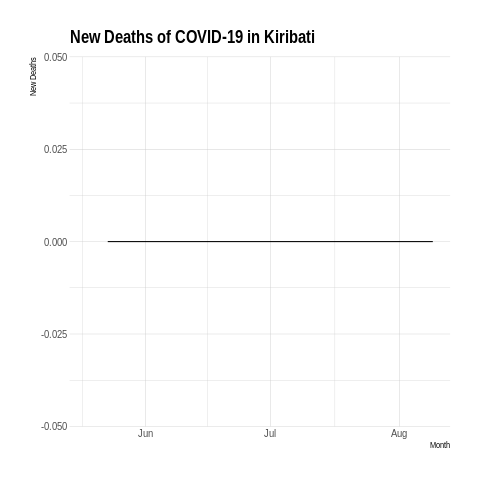 New Deaths of COVID-19 in Kiribati
New Deaths
0.050
0.025
0.000
-0.025
-0.050
Jun Jul Aug
Month